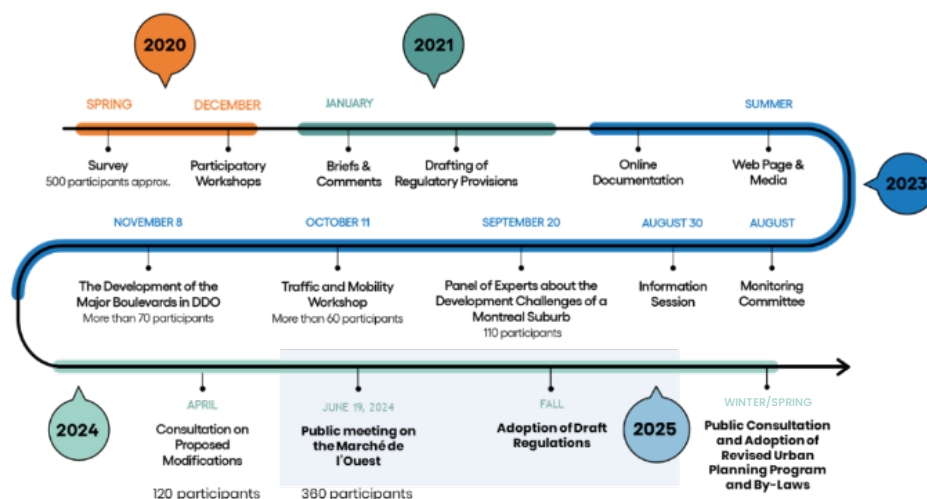 2020
2021
SPRING
DECEMBER
JANUARY
SUMMER
Survey
500 participants approx.
Participatory
Workshops
Briefs &
Comments
Drafting of
Regulatory Provisions
Online
Documentation
Web Page &
Media
2023
NOVEMBER 8
OCTOBER 11
SEPTEMBER 20
AUGUST 30
AUGUST
The Development of the
Major Boulevards in DDO
More than 70 participants
Traffic and Mobility
Workshop
More than 60 participants
Panel of Experts about the
Development Challenges of a
Montreal Suburb
110 participants
Information
Session
Monitoring
Committee
2024
APRIL
Consultation on
Proposed
Modifications
120 participants
JUNE 19, 2024
Public meeting on
the Marché de
l'Ouest
360 participants
FALL
Adoption of Draft
Regulations
2025
WINTER/SPRING
Public Consultation
and Adoption of
Revised Urban
Planning Program
and By-Laws